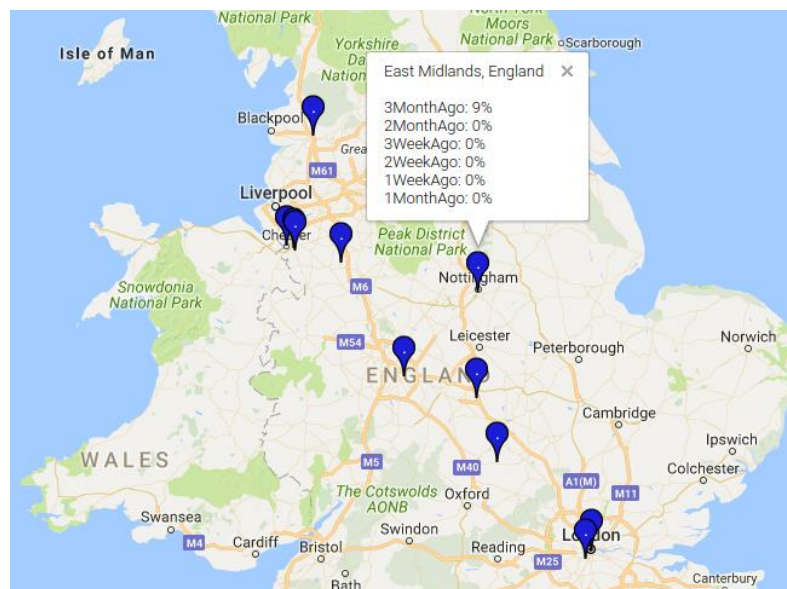 National Park
North York
Moors
National Park
Scarborough
Isle of Man
Yorkshire
Da
Nation
East Midlands, England ×
3MonthAgo: 9%
2MonthAgo: 0%
3WeekAgo: 0%
2WeekAgo: 0%
1WeekAgo: 0%
1MonthAgo: 0%
Blackpool
Grea
M61
Liverpool
Peak District
National Park
Snowdonia
National Park
M6
Nottingham
M54
Leicester
Peterborough
Norwich
ENGLAND
Cambridge
Ipswich
WALES
M5
M40
A1(M)
M11
Colchester
The Cotswolds
AONB
Oxford
Swansea
M4
Cardiff
Bristol
Swindon
Reading
M25
London
Bath
Canterbury